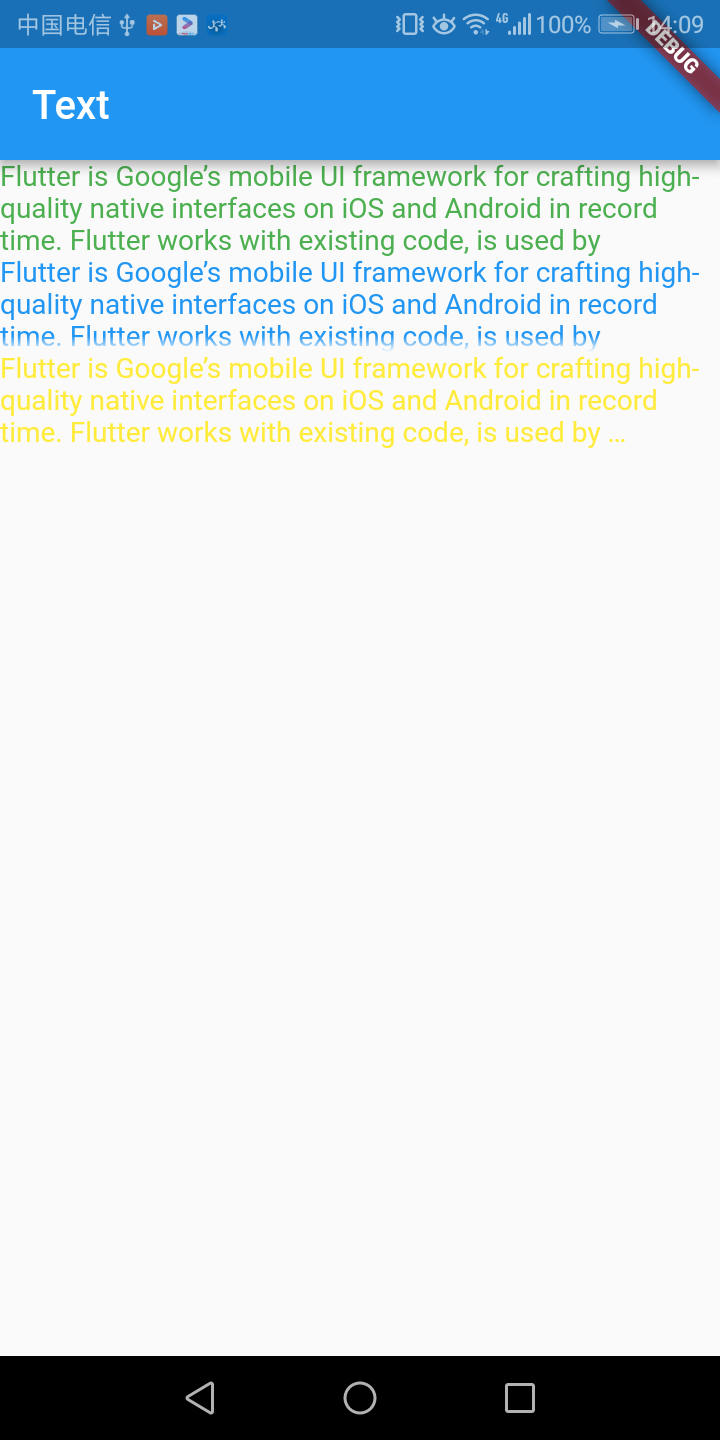 中国电信 4G 100% 14:09
DEBUG
Text
Flutter is Google’s mobile UI framework for crafting high-
quality native interfaces on iOS and Android in record
time. Flutter works with existing code, is used by
Flutter is Google’s mobile UI framework for crafting high-
quality native interfaces on iOS and Android in record
time. Flutter works with existing code, is used by
Flutter is Google’s mobile UI framework for crafting high-
quality native interfaces on iOS and Android in record
time. Flutter works with existing code, is used by …